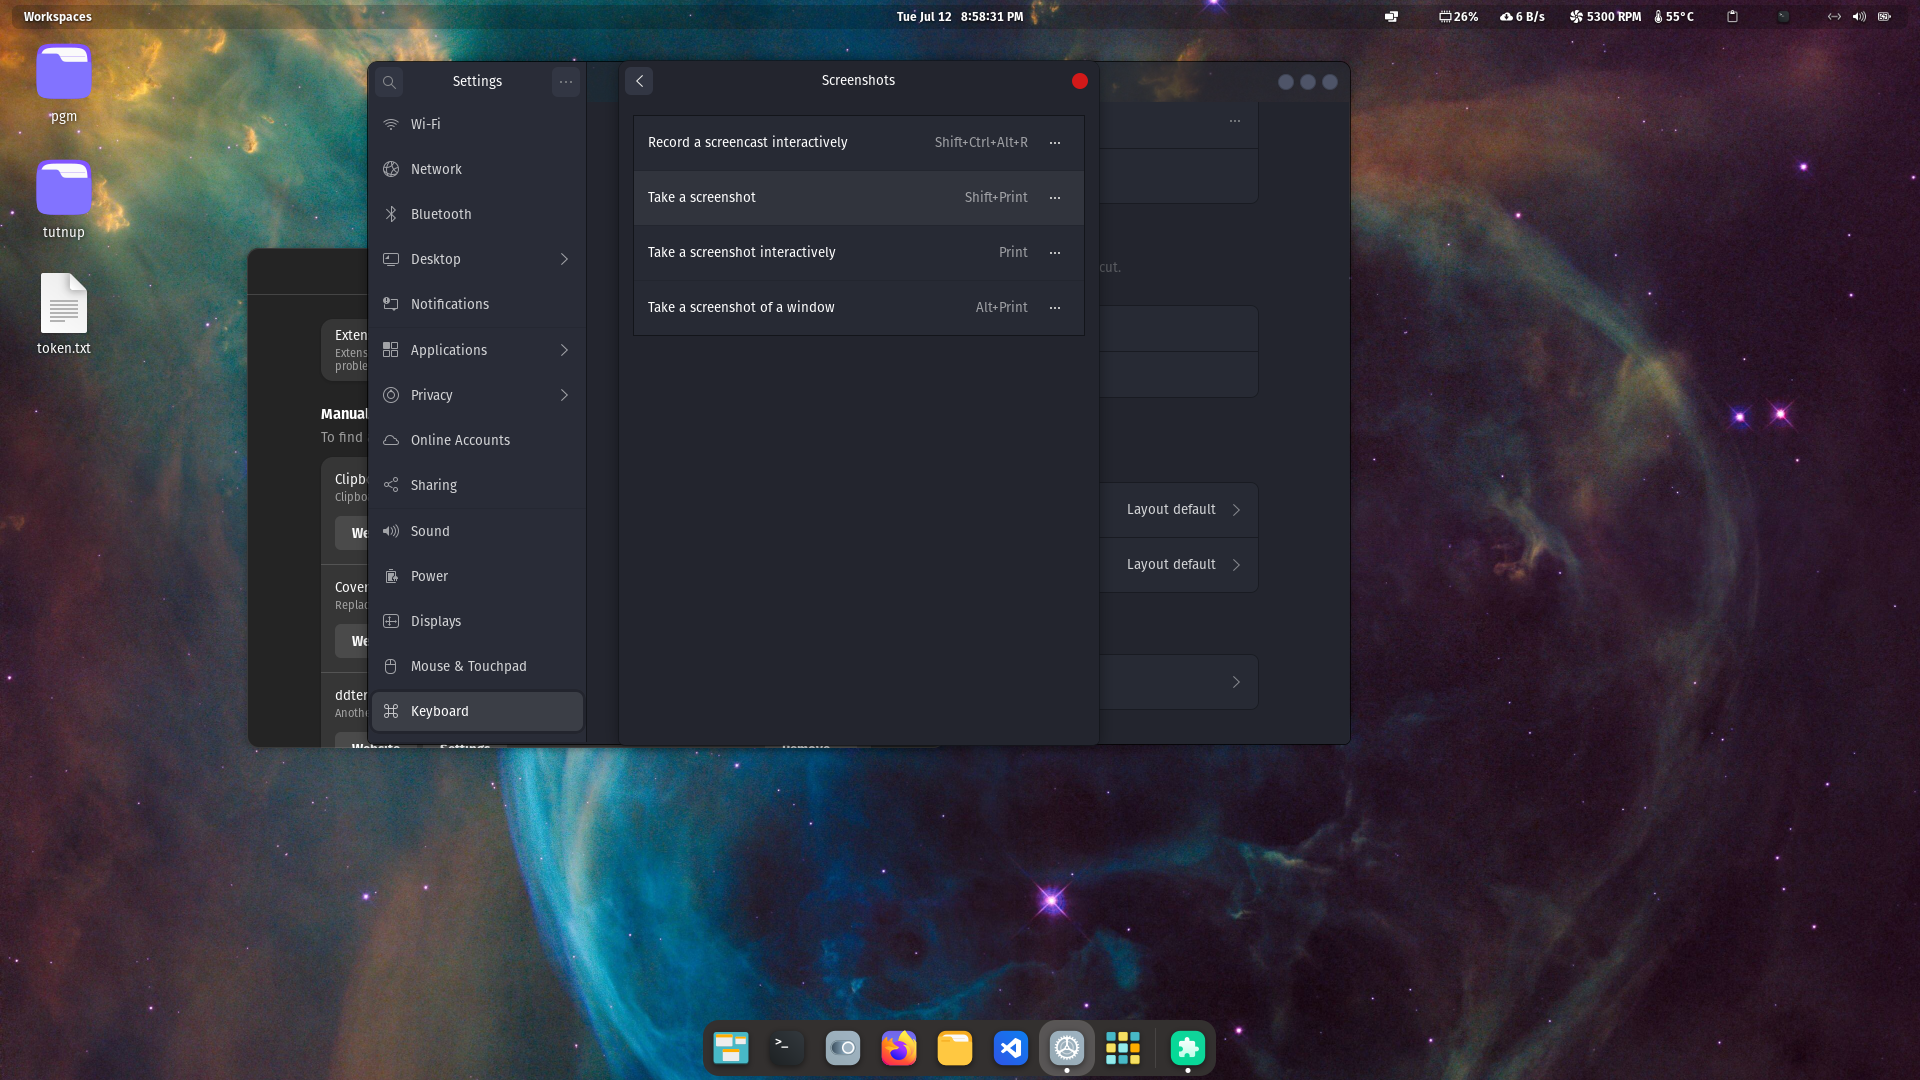 Workspaces
Tue Jul 12 8:58:31 PM
26%
6 B/s
5300 RPM
55°C
pgm
tutnup
token.txt
Settings
Wi-Fi
Network
Bluetooth
Desktop
Notifications
Applications
Privacy
Online Accounts
Sharing
Sound
Power
Displays
Mouse & Touchpad
Keyboard
Screenshots
Record a screencast interactively Shift+Ctrl+Alt+R
Take a screenshot Shift+Print
Take a screenshot interactively Print
Take a screenshot of a window Alt+Print
cut.
Layout default
Layout default
Exten
Extens
proble
Manual
To find
Clipb
Clipbo
We
Cover
Replac
We
ddter
Anothe
Website Settings Remove